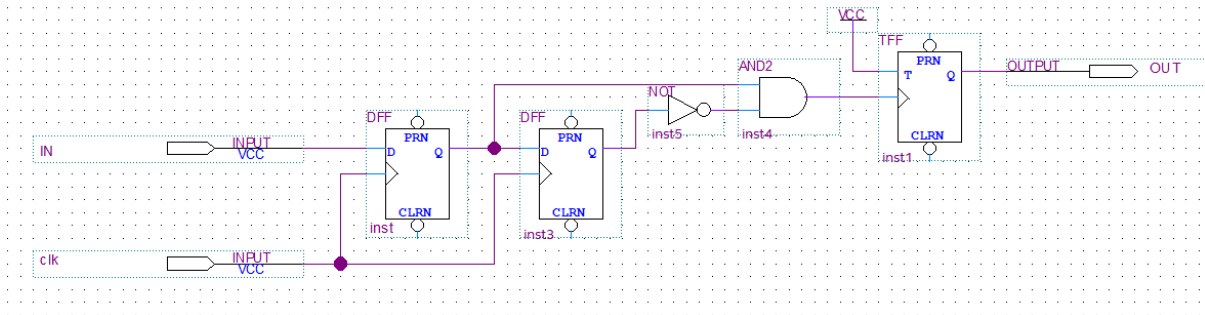 VCC
TFF
PRN
T
Q
CLRN
inst1
OUTPUT
OUT
AND2
inst4
NOT
inst5
DFF
PRN
D
Q
CLRN
inst
DFF
PRN
D
Q
CLRN
inst3
IN
INPUT
VCC
clk
INPUT
VCC